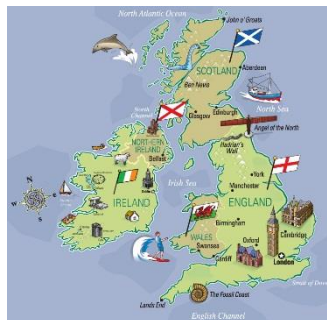 North Atlantic Ocean
John o'Groats
SCOTLAND
Aberdeen
Ben Nevis
North Sea
North
Channel
Glasgow
Edinburgh
Angel of the North
NORTHERN
IRELAND
Belfast
Hadrian's
Wall
Irish Sea
York
Manchester
IRELAND
Dublin
ENGLAND
WALES
Birmingham
Swansea
Cardiff
Oxford
Cambridge
London
Lands End
The Fossil Coast
English Channel
N
W
E
S